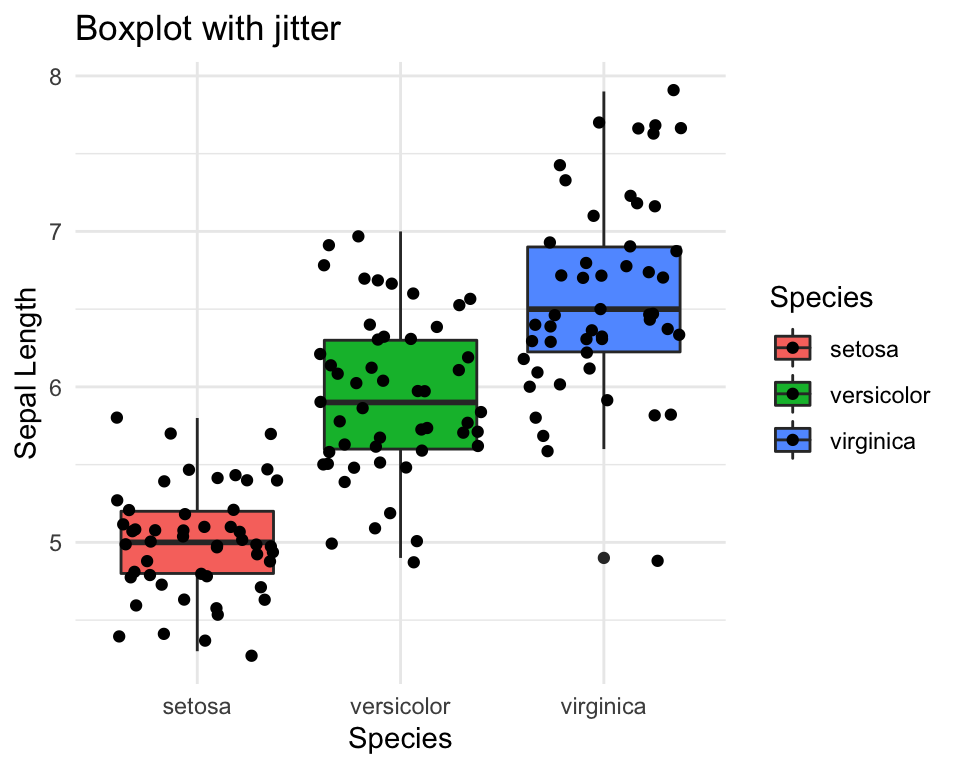 Boxplot with jitter
8
7
6
5
Sepal Length
setosa
versicolor
virginica
Species
Species
setosa
versicolor
virginica